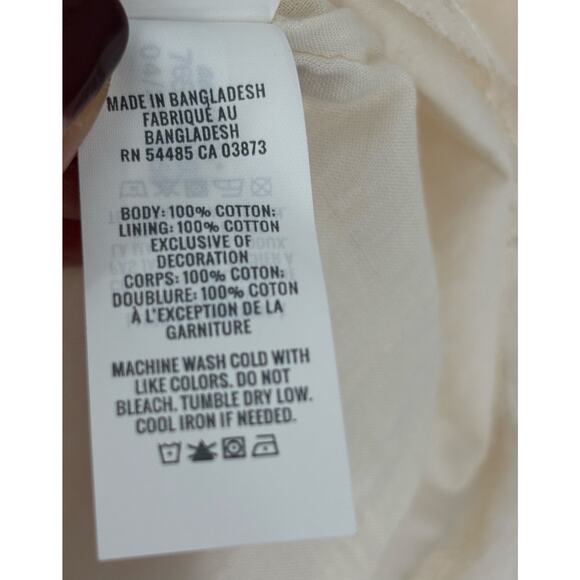 MADE IN BANGLADESH
FABRIQUÉ AU
BANGLADESH
RN 54485 CA 03873
BODY: 100% COTTON;
LINING: 100% COTTON
EXCLUSIVE OF
DECORATION
CORPS: 100% COTON;
DOUBLURE: 100% COTON
À L'EXCEPTION DE LA
GARNITURE
MACHINE WASH COLD WITH
LIKE COLORS. DO NOT
BLEACH. TUMBLE DRY LOW.
COOL IRON IF NEEDED.